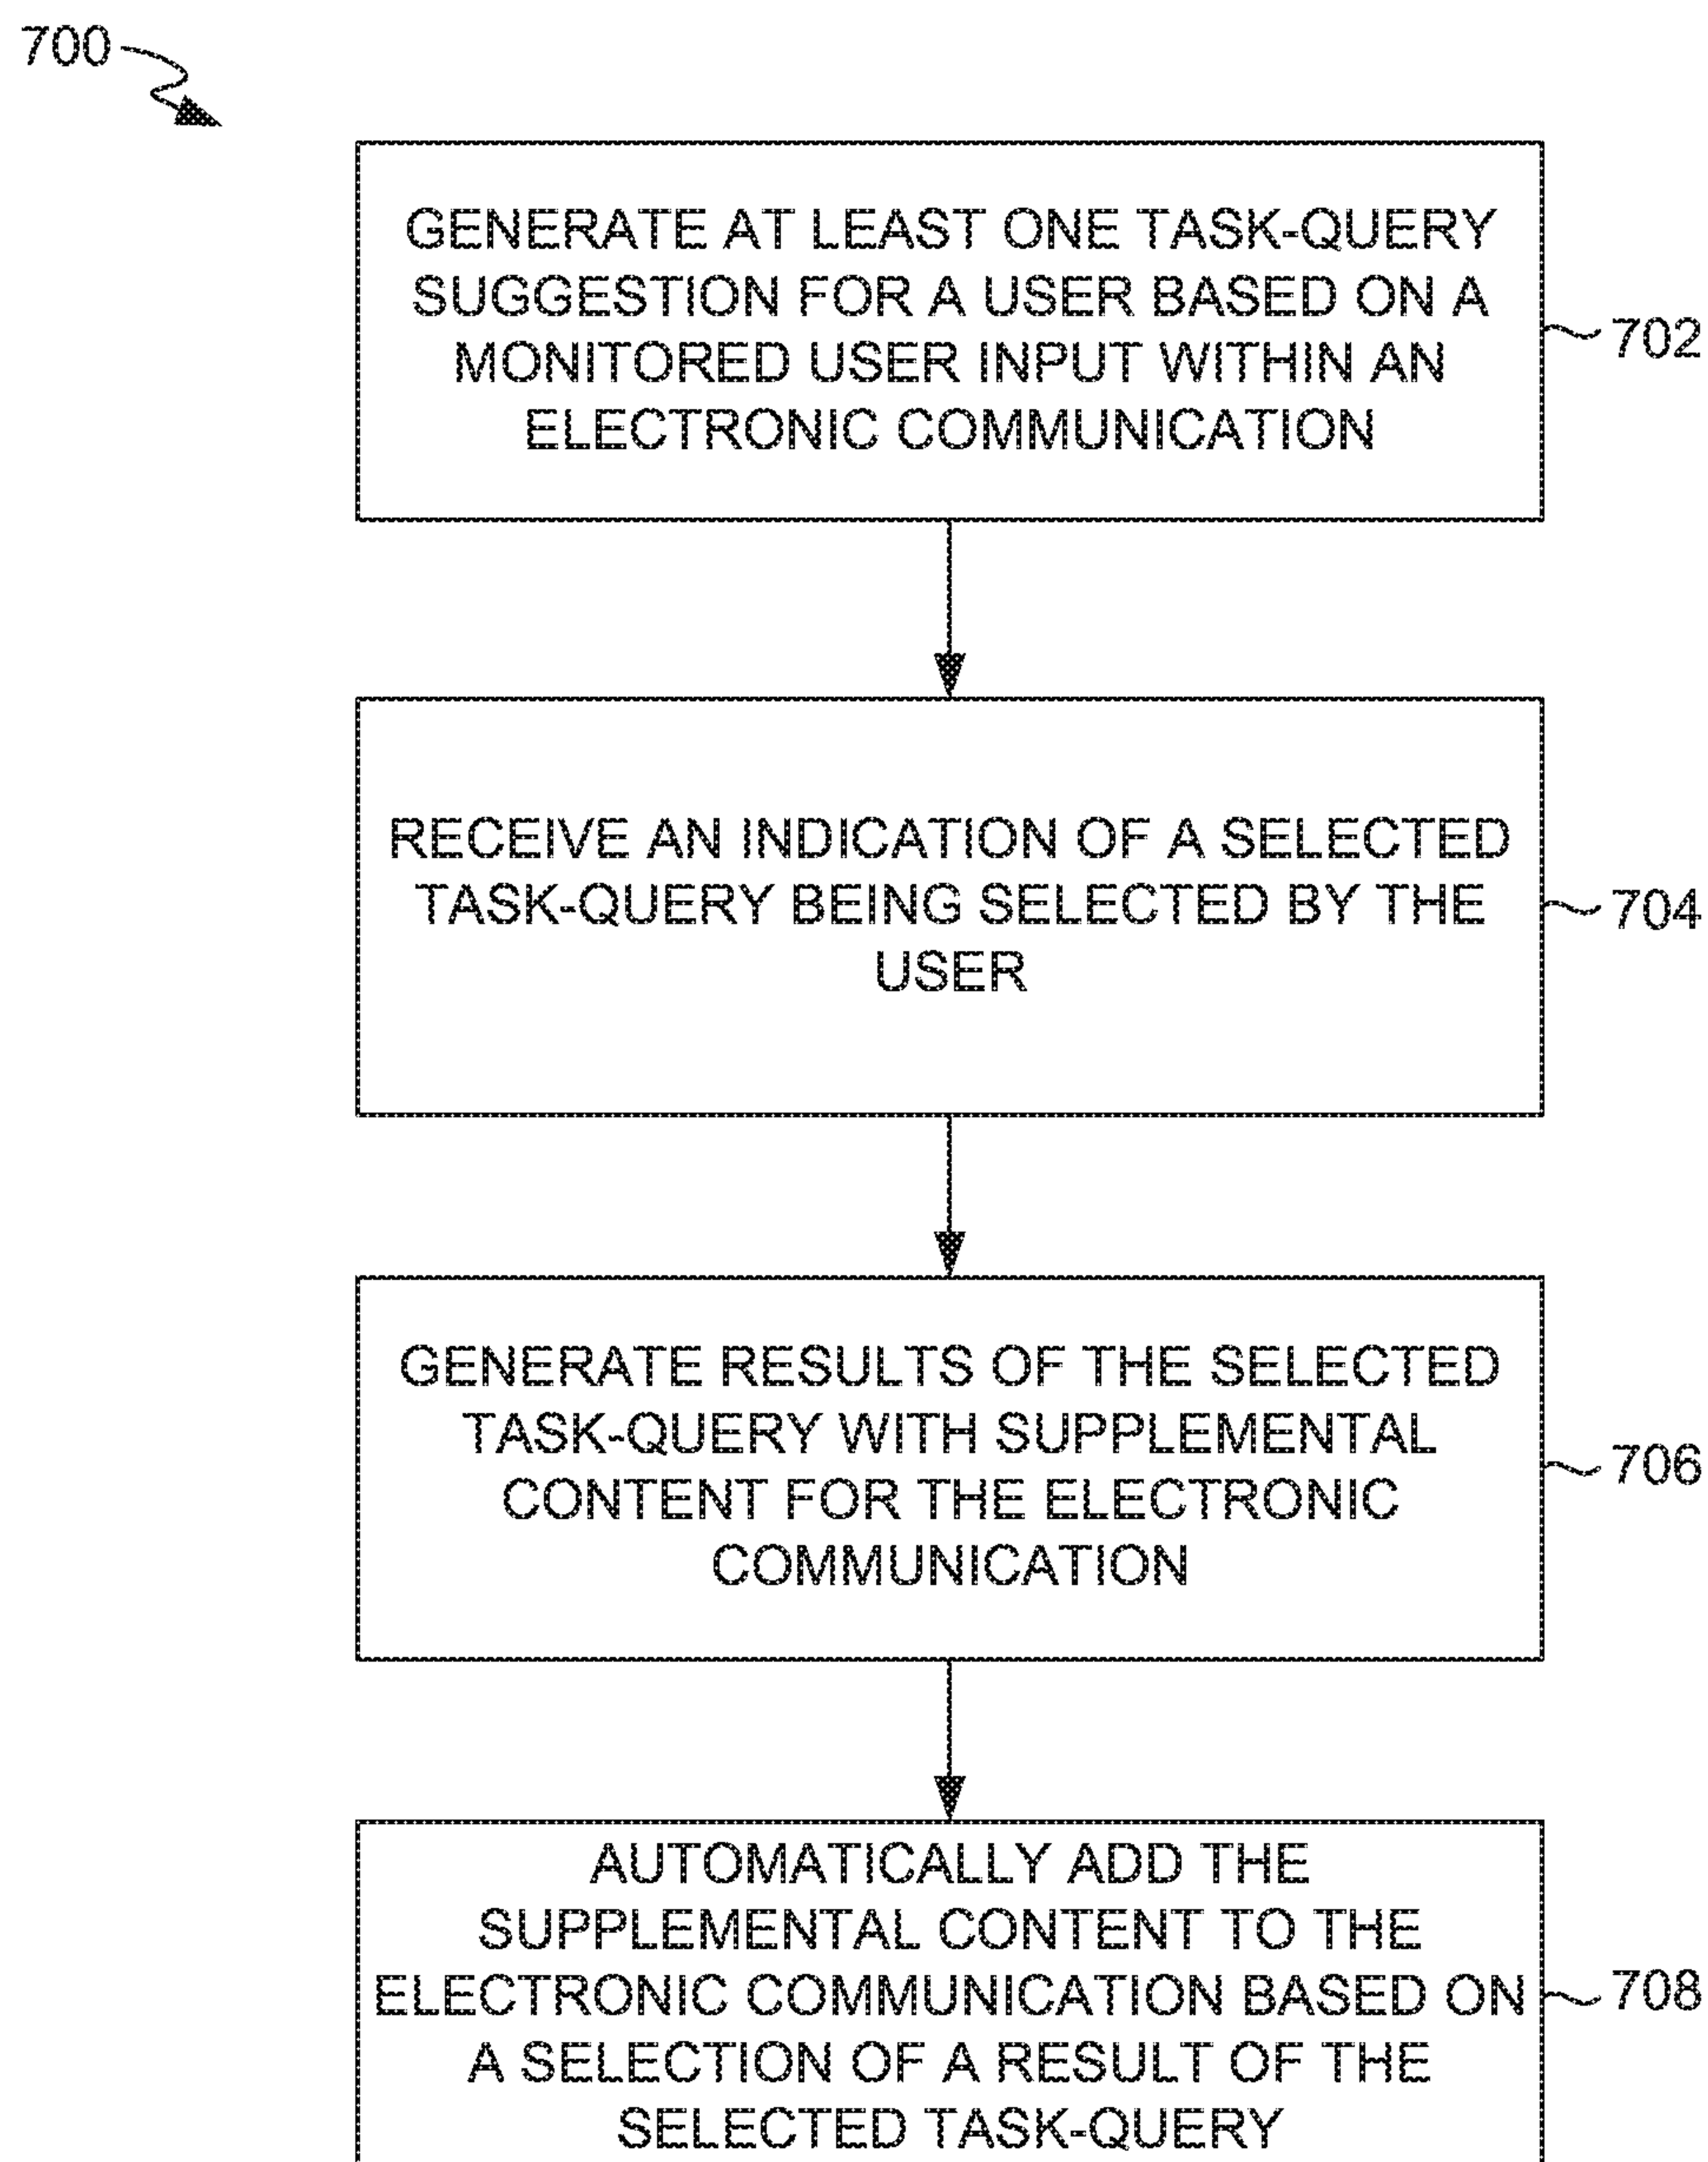 700
GENERATE AT LEAST ONE TASK-QUERY
SUGGESTION FOR A USER BASED ON A
MONITORED USER INPUT WITHIN AN
ELECTRONIC COMMUNICATION
702
RECEIVE AN INDICATION OF A SELECTED
TASK-QUERY BEING SELECTED BY THE
USER
704
GENERATE RESULTS OF THE SELECTED
TASK-QUERY WITH SUPPLEMENTAL
CONTENT FOR THE ELECTRONIC
COMMUNICATION
706
AUTOMATICALLY ADD THE
SUPPLEMENTAL CONTENT TO THE
ELECTRONIC COMMUNICATION BASED ON
A SELECTION OF A RESULT OF THE
SELECTED TASK-QUERY
708